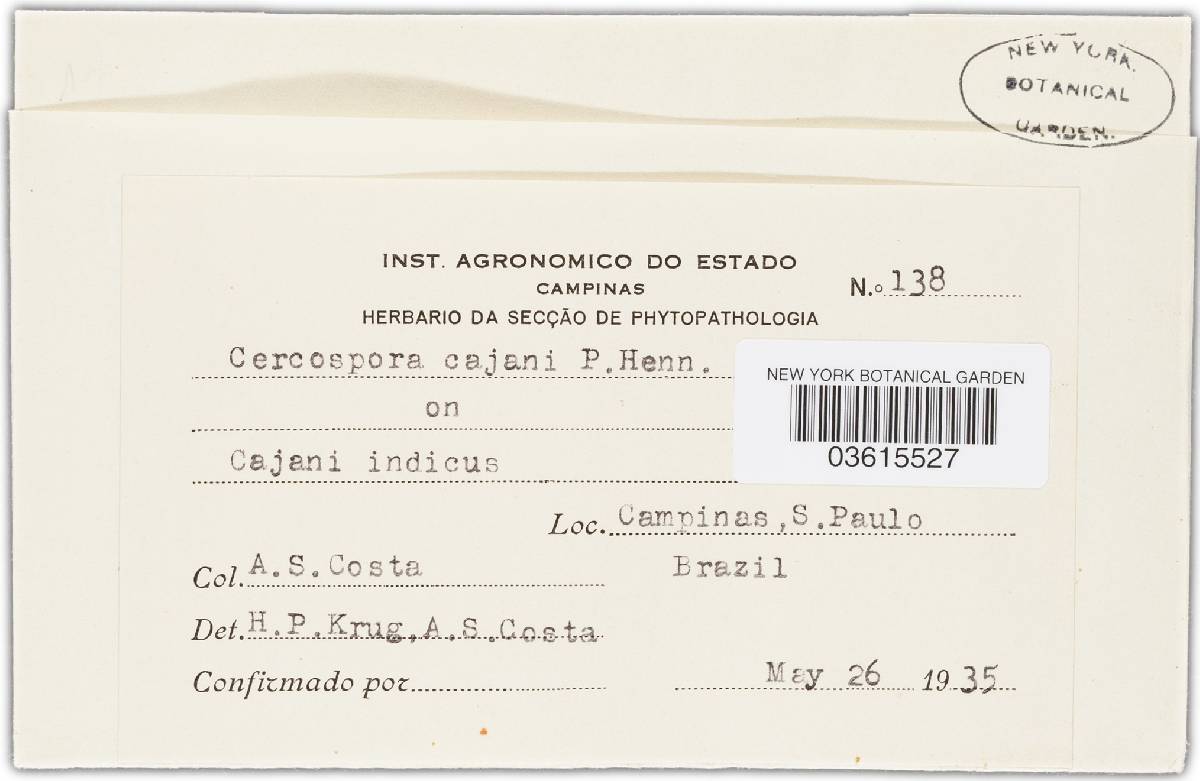 NEW YORK.
BOTANICAL
GARDEN.
INST. AGRONOMICO DO ESTADO
CAMPINAS
N.o 138
HERBARIO DA SECÇÃO DE PHYTOPATHOLOGIA
Cercospora cajani P.Henn.
on
Cajani indicus
NEW YORK BOTANICAL GARDEN
03615527
Loc. Campinas,S.Paulo
Col. A.S.Costa Brazil
Det. H.P.Krug,A.S.Costa
Confirmado por
May 26 1935